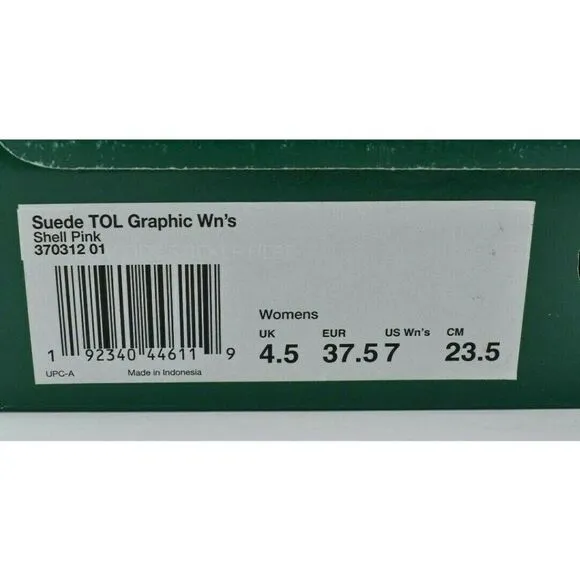 Suede TOL Graphic Wn's
Shell Pink
370312 01
1 92340 44611 9
UPC-A Made in Indonesia
Womens
UK EUR US Wn's CM
4.5 37.5 7 23.5